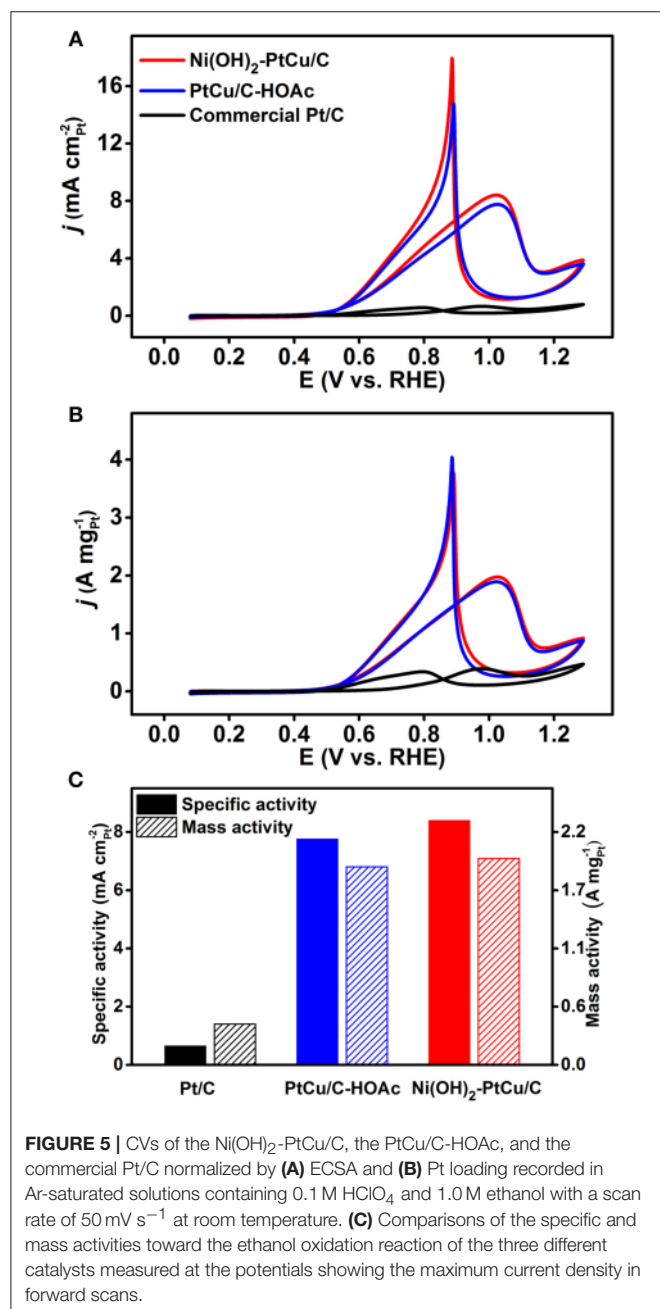 A
Ni(OH)₂-PtCu/C
PtCu/C-HOAc
Commercial Pt/C
j (mA cm⁻²Pt)
16
12
8
4
0
0.0 0.2 0.4 0.6 0.8 1.0 1.2
E (V vs. RHE)
B
j (A mg⁻¹Pt)
4
3
2
1
0
0.0 0.2 0.4 0.6 0.8 1.0 1.2
E (V vs. RHE)
C
Specific activity
Mass activity
Specific activity (mA cm⁻²Pt)
8
6
4
2
0
Mass activity (A mg⁻¹Pt)
2.2
1.7
1.1
0.6
0.0
Pt/C PtCu/C-HOAc Ni(OH)₂-PtCu/C
FIGURE 5 | CVs of the Ni(OH)₂-PtCu/C, the PtCu/C-HOAc, and the
commercial Pt/C normalized by (A) ECSA and (B) Pt loading recorded in
Ar-saturated solutions containing 0.1 M HClO₄ and 1.0 M ethanol with a scan
rate of 50 mV s⁻¹ at room temperature. (C) Comparisons of the specific and
mass activities toward the ethanol oxidation reaction of the three different
catalysts measured at the potentials showing the maximum current density in
forward scans.